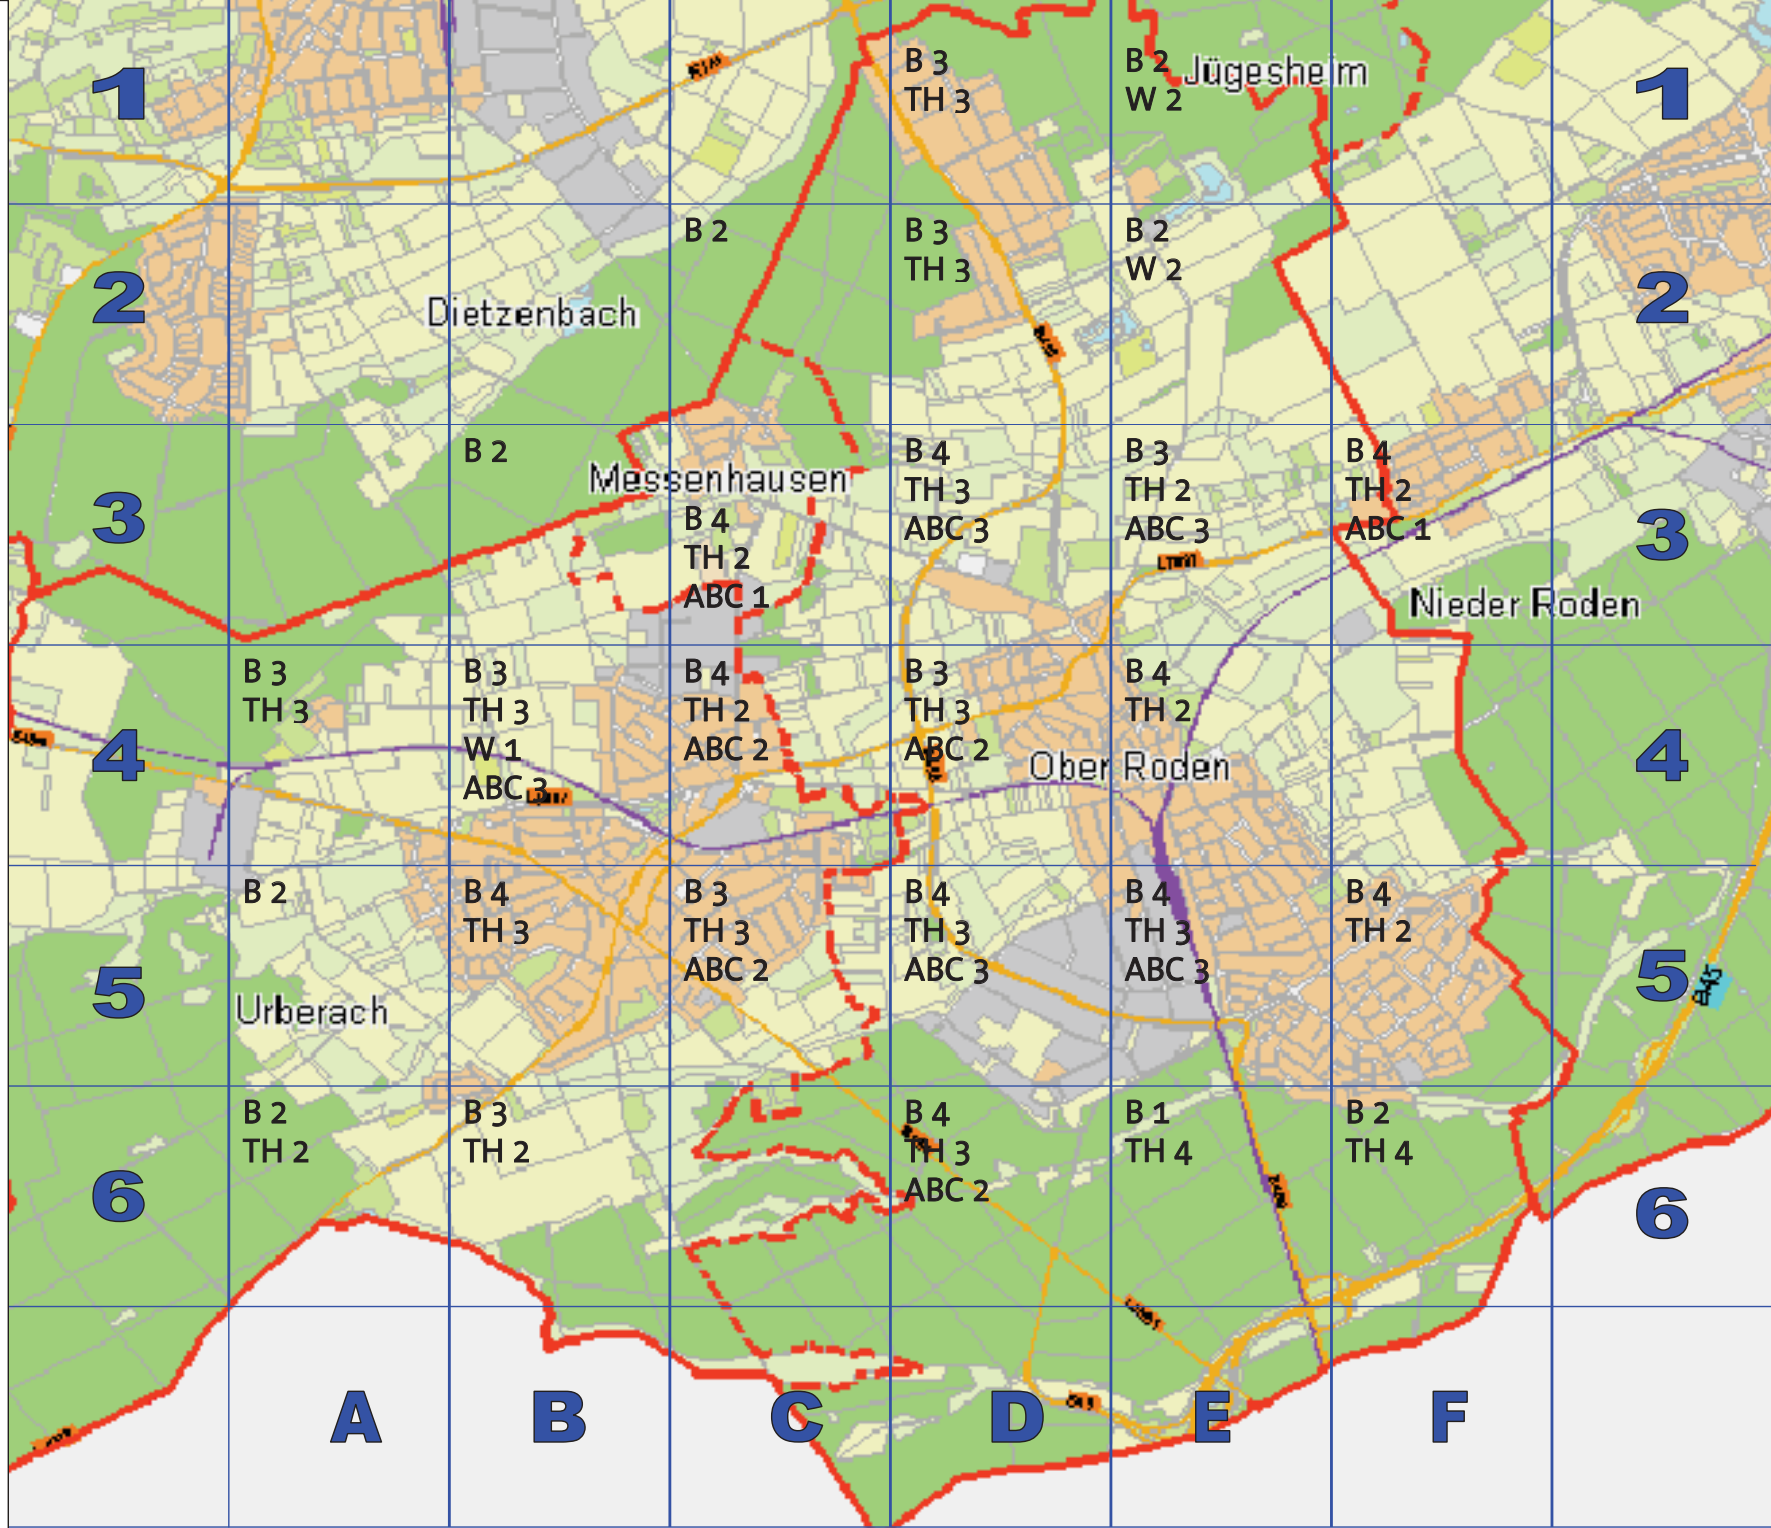 1
B 3
TH 3
B 2
W 2
Jügesheim
1
2
Dietzenbach
B 2
B 3
TH 3
B 2
W 2
2
3
B 2
Messenhausen
B 4
TH 2
ABC 1
B 4
TH 3
ABC 3
B 3
TH 2
ABC 3
B 4
TH 2
ABC 1
Nieder Roden
3
4
B 3
TH 3
B 3
TH 3
W 1
ABC 3
B 4
TH 2
ABC 2
B 3
TH 3
ABC 2
B 4
TH 2
Ober Roden
4
5
B 2
Urberach
B 4
TH 3
B 3
TH 3
ABC 2
B 4
TH 3
ABC 3
B 4
TH 3
ABC 3
B 4
TH 2
5
6
B 2
TH 2
B 3
TH 2
B 4
TH 3
ABC 2
B 1
TH 4
B 2
TH 4
6
A
B
C
D
E
F